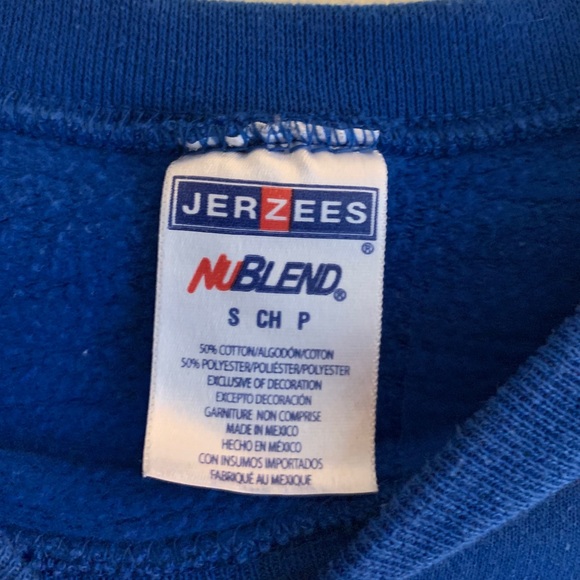 JERZEES
®
NUBLEND®
S CH P
50% COTTON/ALGODÓN/COTON
50% POLYESTER/POLIÉSTER/POLYESTER
EXCLUSIVE OF DECORATION
EXCEPTO DECORACIÓN
GARNITURE NON COMPRISE
MADE IN MEXICO
HECHO EN MÉXICO
CON INSUMOS IMPORTADOS
FABRIQUÉ AU MEXIQUE